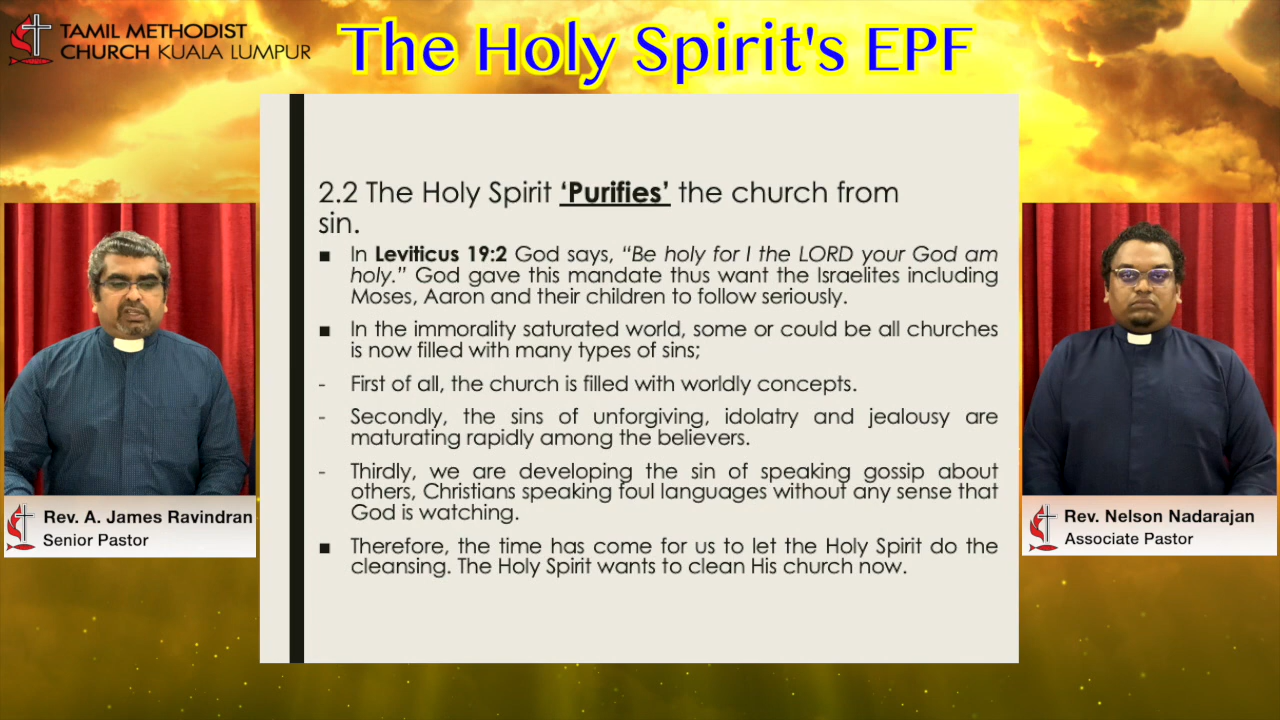 TAMIL METHODIST
CHURCH KUALA LUMPUR
The Holy Spirit's EPF
2.2 The Holy Spirit ‘Purifies’ the church from
sin.
■ In Leviticus 19:2 God says, “Be holy for I the LORD your God am
holy.” God gave this mandate thus want the Israelites including
Moses, Aaron and their children to follow seriously.
■ In the immorality saturated world, some or could be all churches
is now filled with many types of sins;
- First of all, the church is filled with worldly concepts.
- Secondly, the sins of unforgiving, idolatry and jealousy are
maturating rapidly among the believers.
- Thirdly, we are developing the sin of speaking gossip about
others, Christians speaking foul languages without any sense that
God is watching.
■ Therefore, the time has come for us to let the Holy Spirit do the
cleansing. The Holy Spirit wants to clean His church now.
Rev. A. James Ravindran
Senior Pastor
Rev. Nelson Nadarajan
Associate Pastor